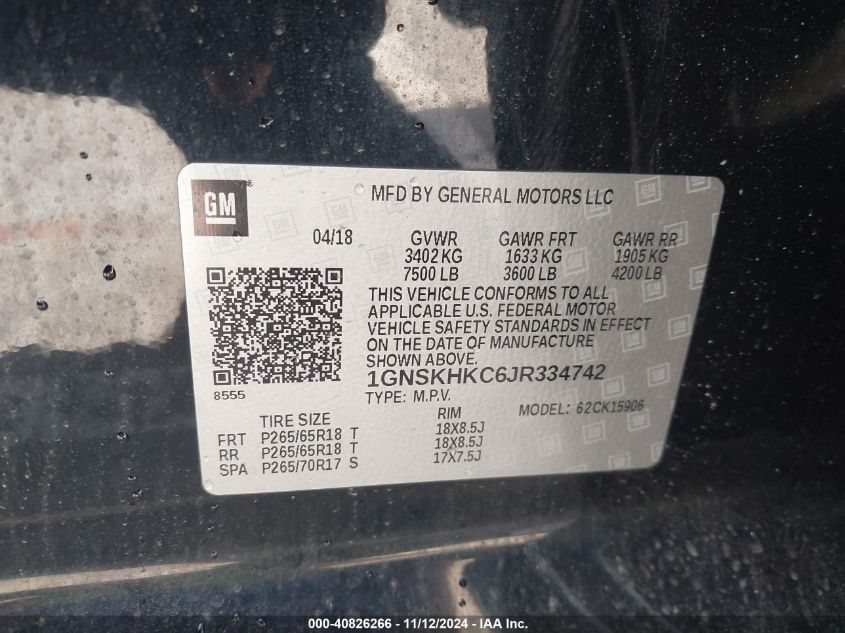 GM
MFD BY GENERAL MOTORS LLC
04/18 GVWR GAWR FRT GAWR RR
3402 KG 1633 KG 1905 KG
7500 LB 3600 LB 4200 LB
THIS VEHICLE CONFORMS TO ALL
APPLICABLE U.S. FEDERAL MOTOR
VEHICLE SAFETY STANDARDS IN EFFECT
ON THE DATE OF MANUFACTURE
SHOWN ABOVE.
1GNSKHKC6JR334742
8555
TYPE: M.P.V. MODEL: 62CK15906
TIRE SIZE RIM
FRT P265/65R18 T 18X8.5J
RR P265/65R18 T 18X8.5J
SPA P265/70R17 S 17X7.5J
000-40826266 - 11/12/2024 - IAA Inc.